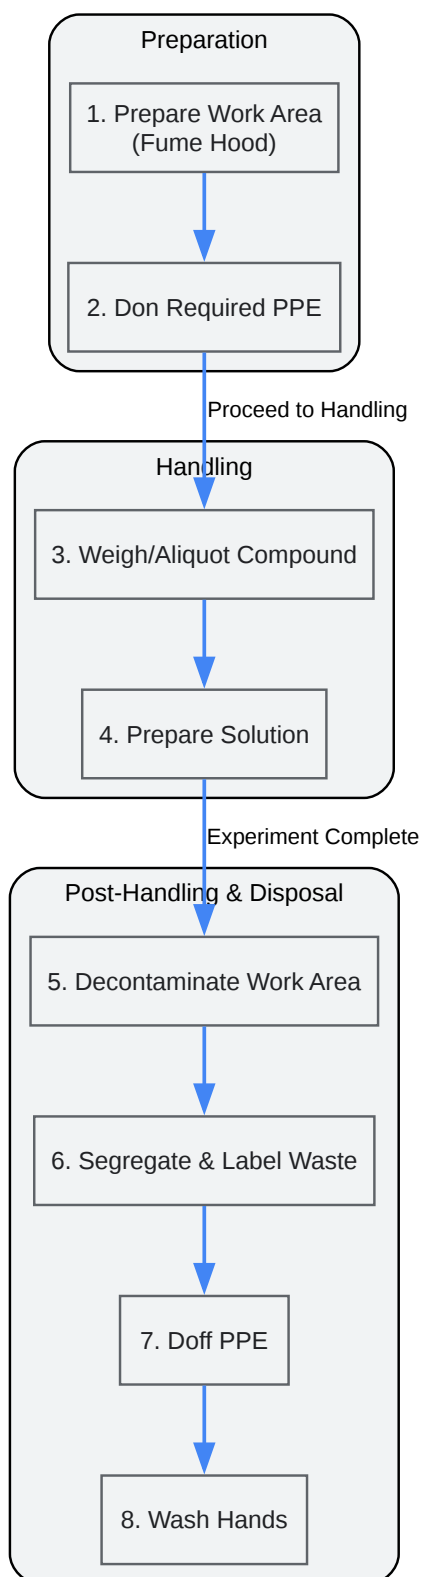 Preparation
1. Prepare Work Area
(Fume Hood)
2. Don Required PPE
Proceed to Handling
Handling
3. Weigh/Aliquot Compound
4. Prepare Solution
Experiment Complete
Post-Handling & Disposal
5. Decontaminate Work Area
6. Segregate & Label Waste
7. Doff PPE
8. Wash Hands